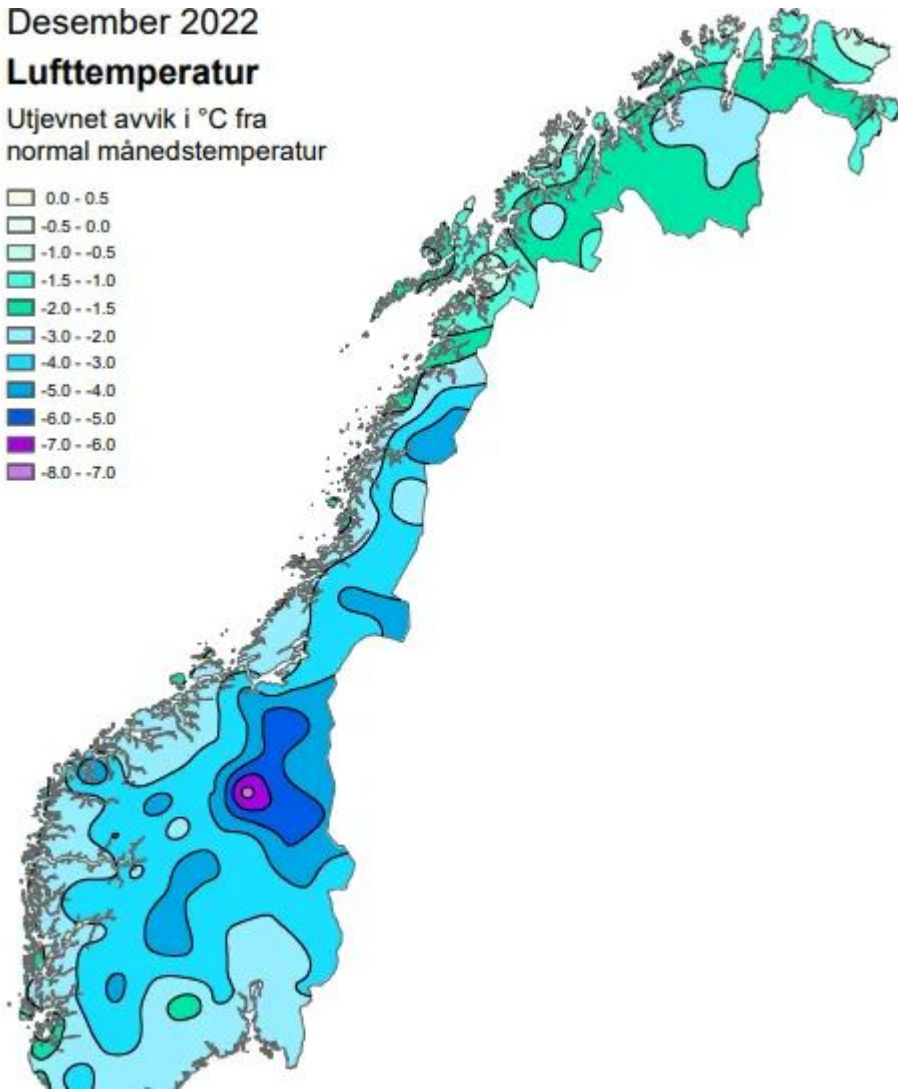 Desember 2022
Lufttemperatur
Utjevnet avvik i °C fra
normal månedstemperatur
0.0 - 0.5
-0.5 - 0.0
-1.0 - -0.5
-1.5 - -1.0
-2.0 - -1.5
-3.0 - -2.0
-4.0 - -3.0
-5.0 - -4.0
-6.0 - -5.0
-7.0 - -6.0
-8.0 - -7.0